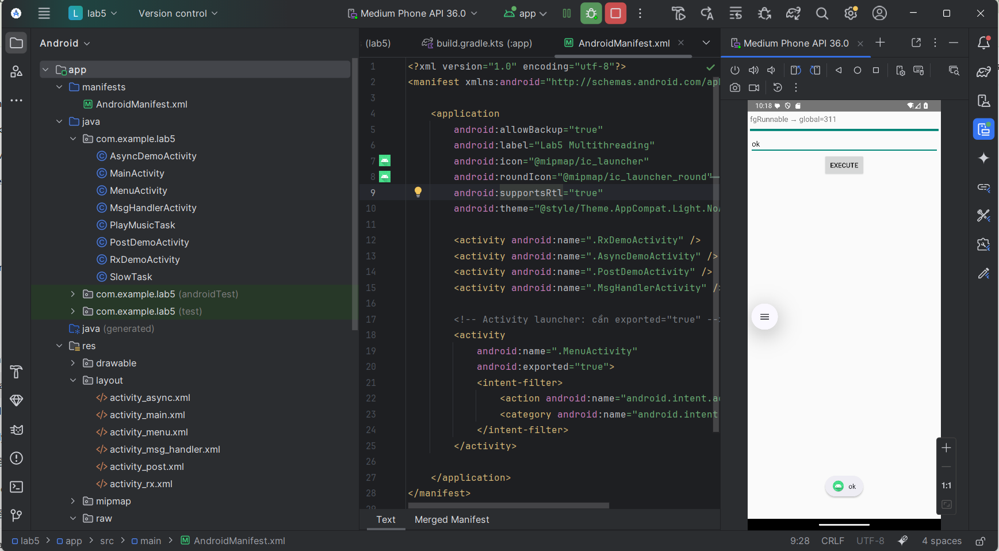 L lab5
Version control
Medium Phone API 36.0
app
Android
(lab5)
build.gradle.kts (:app)
AndroidManifest.xml
Medium Phone API 36.0
app
manifests
AndroidManifest.xml
java
com.example.lab5
AsyncDemoActivity
MainActivity
MenuActivity
MsgHandlerActivity
PlayMusicTask
PostDemoActivity
RxDemoActivity
SlowTask
com.example.lab5 (androidTest)
com.example.lab5 (test)
java (generated)
res
drawable
layout
activity_async.xml
activity_main.xml
activity_menu.xml
activity_msg_handler.xml
activity_post.xml
activity_rx.xml
mipmap
raw
1 <?xml version="1.0" encoding="utf-8"?>
2 <manifest xmlns:android="http://schemas.android.com/ap
3
4 <application
5 android:allowBackup="true"
6 android:label="Lab5 Multithreading"
7 android:icon="@mipmap/ic_launcher"
8 android:roundIcon="@mipmap/ic_launcher_round"
9 android:supportsRtl="true"
10 android:theme="@style/Theme.AppCompat.Light.No
11
12 <activity android:name=".RxDemoActivity" />
13 <activity android:name=".AsyncDemoActivity" />
14 <activity android:name=".PostDemoActivity" />
15 <activity android:name=".MsgHandlerActivity" /
16
17 <!-- Activity launcher: cần exported="true" --
18 <activity
19 android:name=".MenuActivity"
20 android:exported="true">
21 <intent-filter>
22 <action android:name="android.intent.a
23 <category android:name="android.intent
24 </intent-filter>
25 </activity>
26
27 </application>
28 </manifest>
29
Text
Merged Manifest
10:18
fgRunnable → global=311
ok
EXECUTE
ok
1:1
lab5 > app > src > main > AndroidManifest.xml
9:28
CRLF
UTF-8
4 spaces